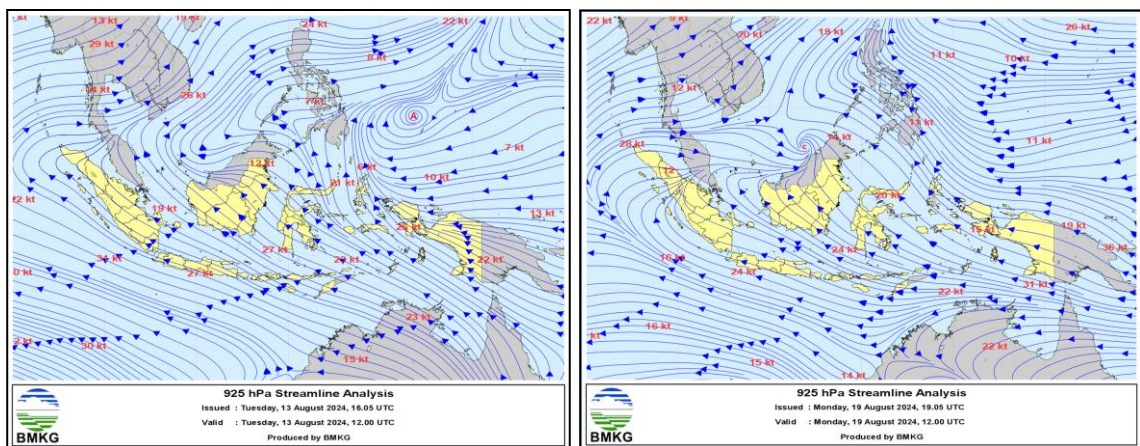 13 kt
19 kt
24 kt
22 kt
29 kt
8 kt
14 kt
26 kt
7 kt
A
7 kt
12 kt
6 kt
21 kt
10 kt
19 kt
13 kt
25 kt
27 kt
31 kt
27 kt
22 kt
23 kt
30 kt
15 kt
925 hPa Streamline Analysis
Issued : Tuesday, 13 August 2024, 16.05 UTC
Valid : Tuesday, 13 August 2024, 12.00 UTC
Produced by BMKG
BMKG
22 kt
9 kt
20 kt
18 kt
26 kt
11 kt
10 kt
12 kt
11 kt
11 kt
28 kt
C
12
20 kt
15 kt
19 kt
36 kt
24 kt
16 kt
24 kt
31 kt
22 kt
16 kt
22 kt
15 kt
14 kt
925 hPa Streamline Analysis
Issued : Monday, 19 August 2024, 19.05 UTC
Valid : Monday, 19 August 2024, 12.00 UTC
Produced by BMKG
BMKG